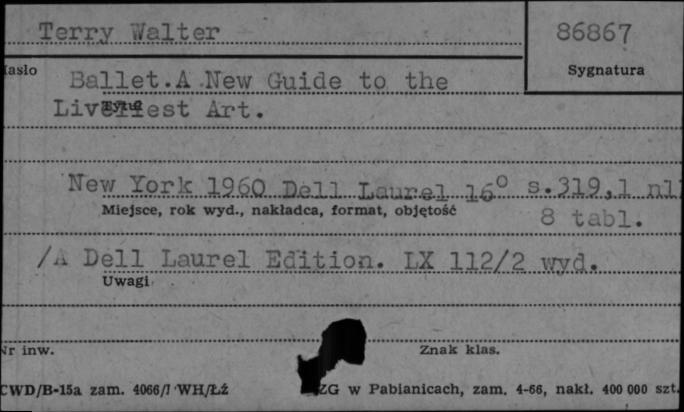 Terry Walter
86867
Sygnatura
Ballet.A New Guide to the
Liveliest Art.
New York 1960 Dell Laurel 16° s.319,1 nl
Miejsce, rok wyd., nakładca, format, objętość
8 tabl.
/A Dell Laurel Edition. LX 112/2 wyd.
Uwagi
Nr inw.
Znak klas.
CWD/B-15a zam. 4066/ WH/ŁŻ
ZG w Pabianicach, zam. 4-66, nakł. 400 000 szt.